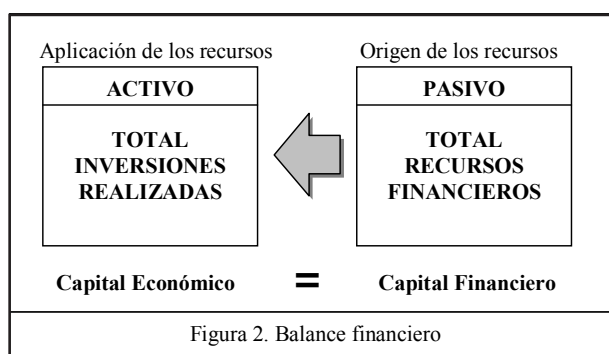 Aplicación de los recursos
Origen de los recursos
ACTIVO
PASIVO
TOTAL
INVERSIONES
REALIZADAS
TOTAL
RECURSOS
FINANCIEROS
Capital Económico = Capital Financiero
Figura 2. Balance financiero